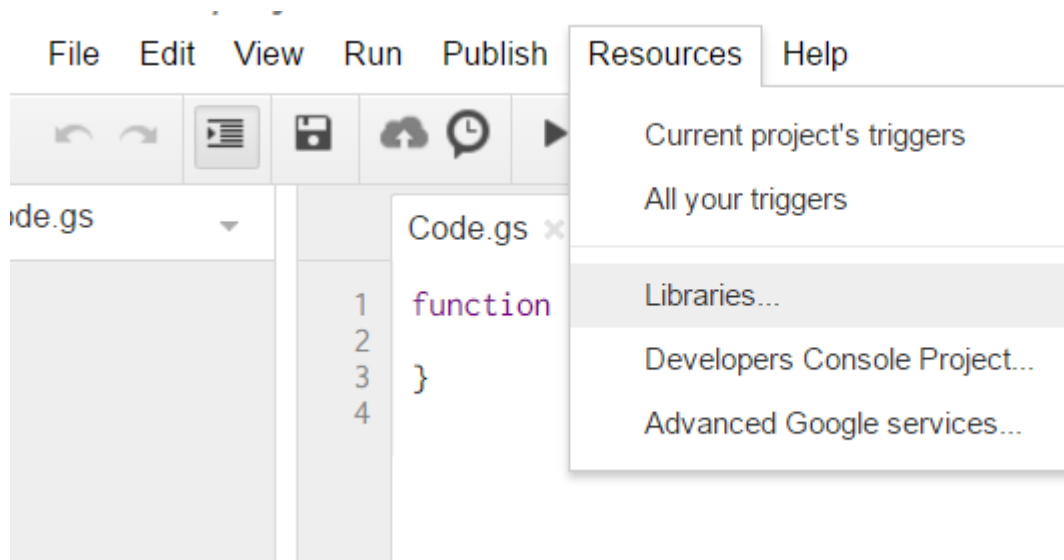 File Edit View Run Publish Resources Help
Current project's triggers
All your triggers
Libraries...
Developers Console Project...
Advanced Google services...
ode.gs
Code.gs
1 function
2
3 }
4